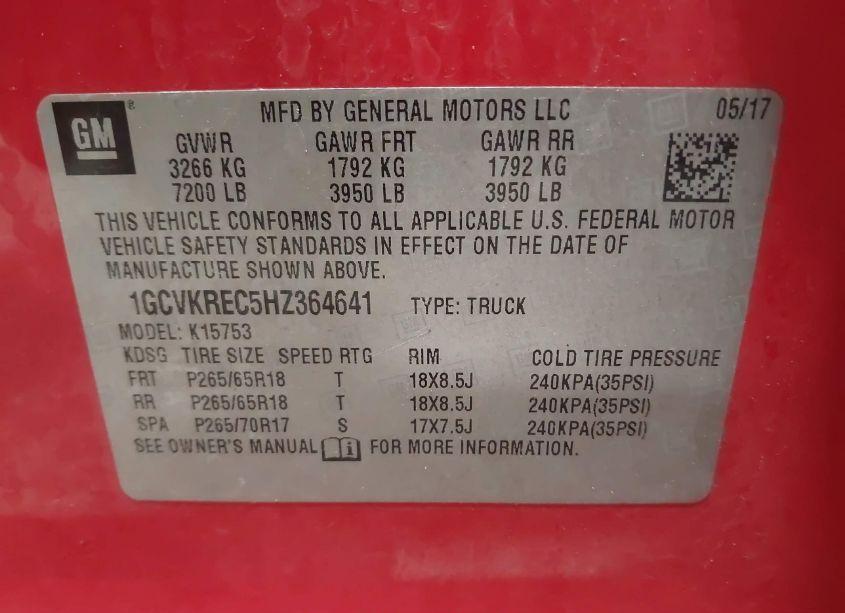 GM® MFD BY GENERAL MOTORS LLC 05/17
GVWR GAWR FRT GAWR RR
3266 KG 1792 KG 1792 KG
7200 LB 3950 LB 3950 LB
THIS VEHICLE CONFORMS TO ALL APPLICABLE U.S. FEDERAL MOTOR
VEHICLE SAFETY STANDARDS IN EFFECT ON THE DATE OF
MANUFACTURE SHOWN ABOVE.
1GCVKREC5HZ364641 TYPE: TRUCK
MODEL: K15753
KDSG TIRE SIZE SPEED RTG RIM COLD TIRE PRESSURE
FRT P265/65R18 T 18X8.5J 240KPA(35PSI)
RR P265/65R18 T 18X8.5J 240KPA(35PSI)
SPA P265/70R17 S 17X7.5J 240KPA(35PSI)
SEE OWNER'S MANUAL i FOR MORE INFORMATION.